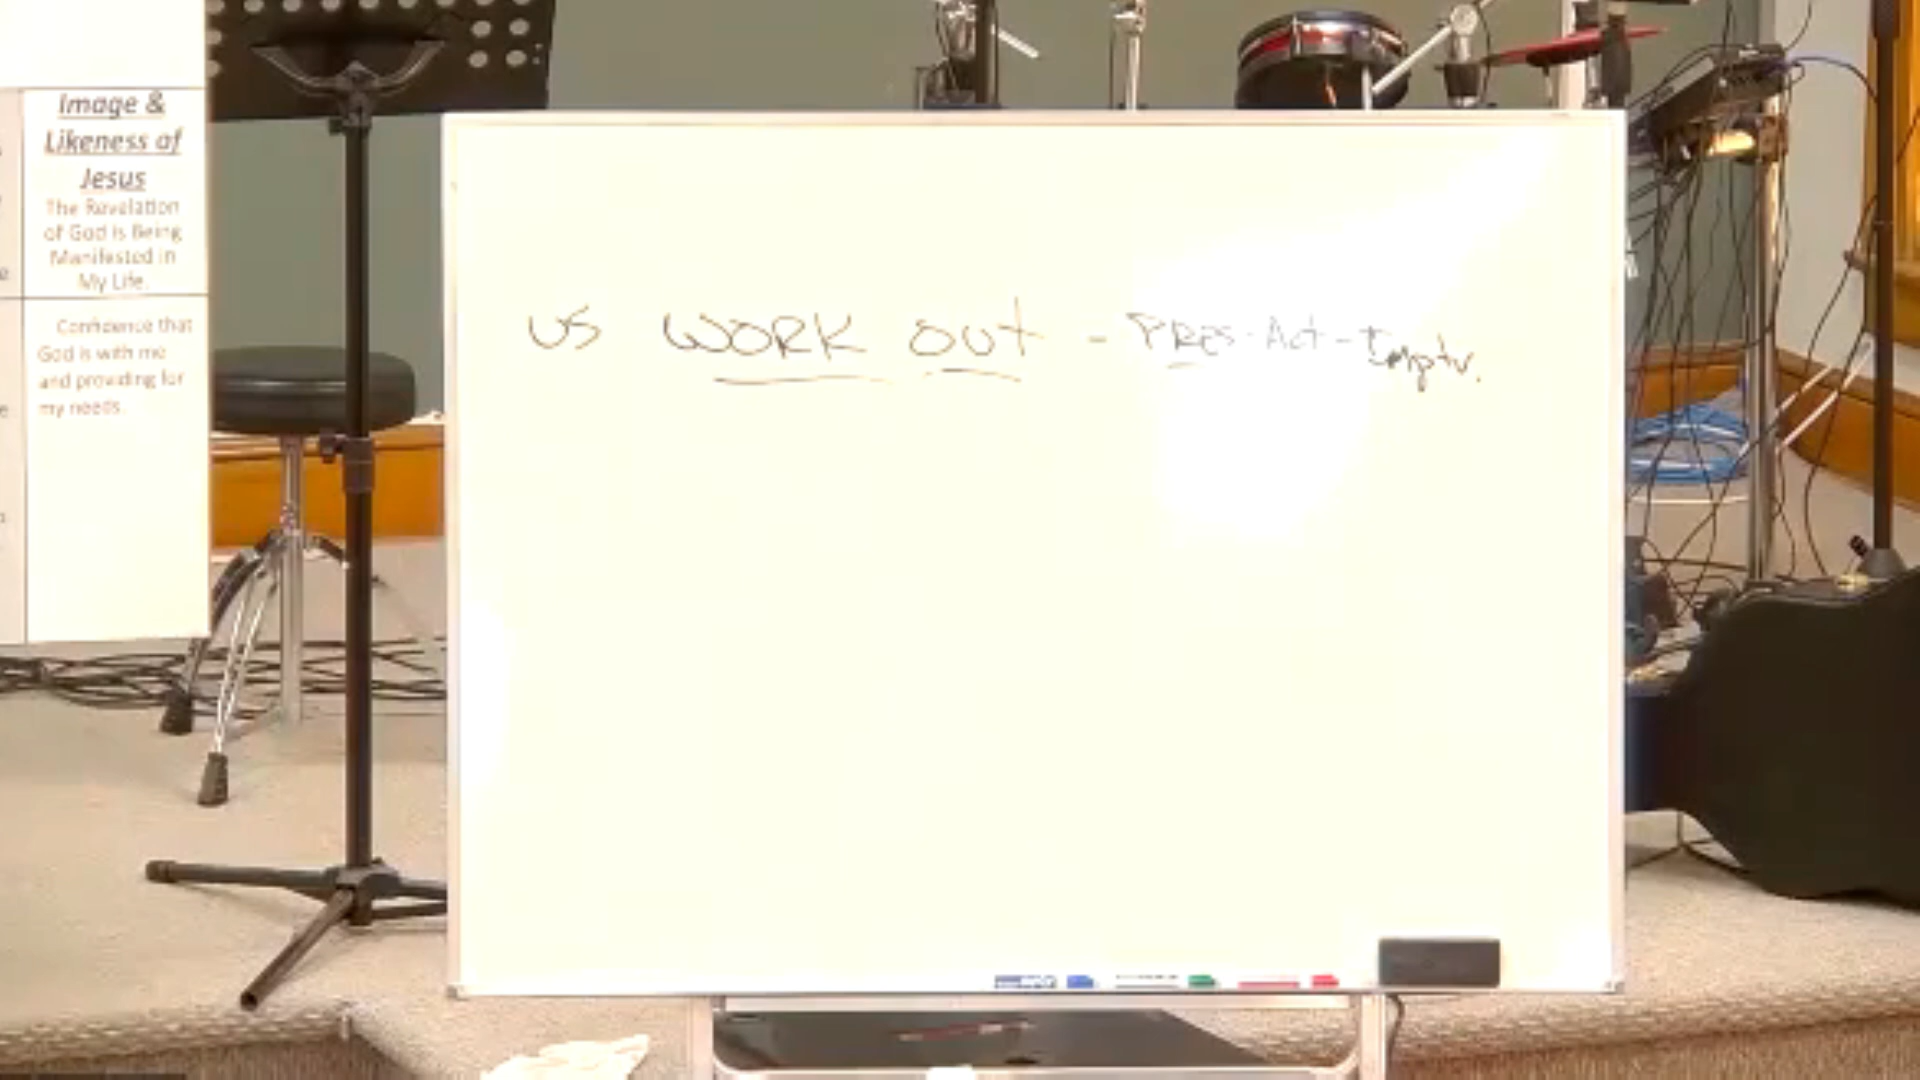 Image &
Likeness of
Jesus
The Revelation
of God is Being
Manifested in
My Life.
Confidence that
God is with me
and providing for
my needs.
US WORK OUT - PRES-Act-Imptv.